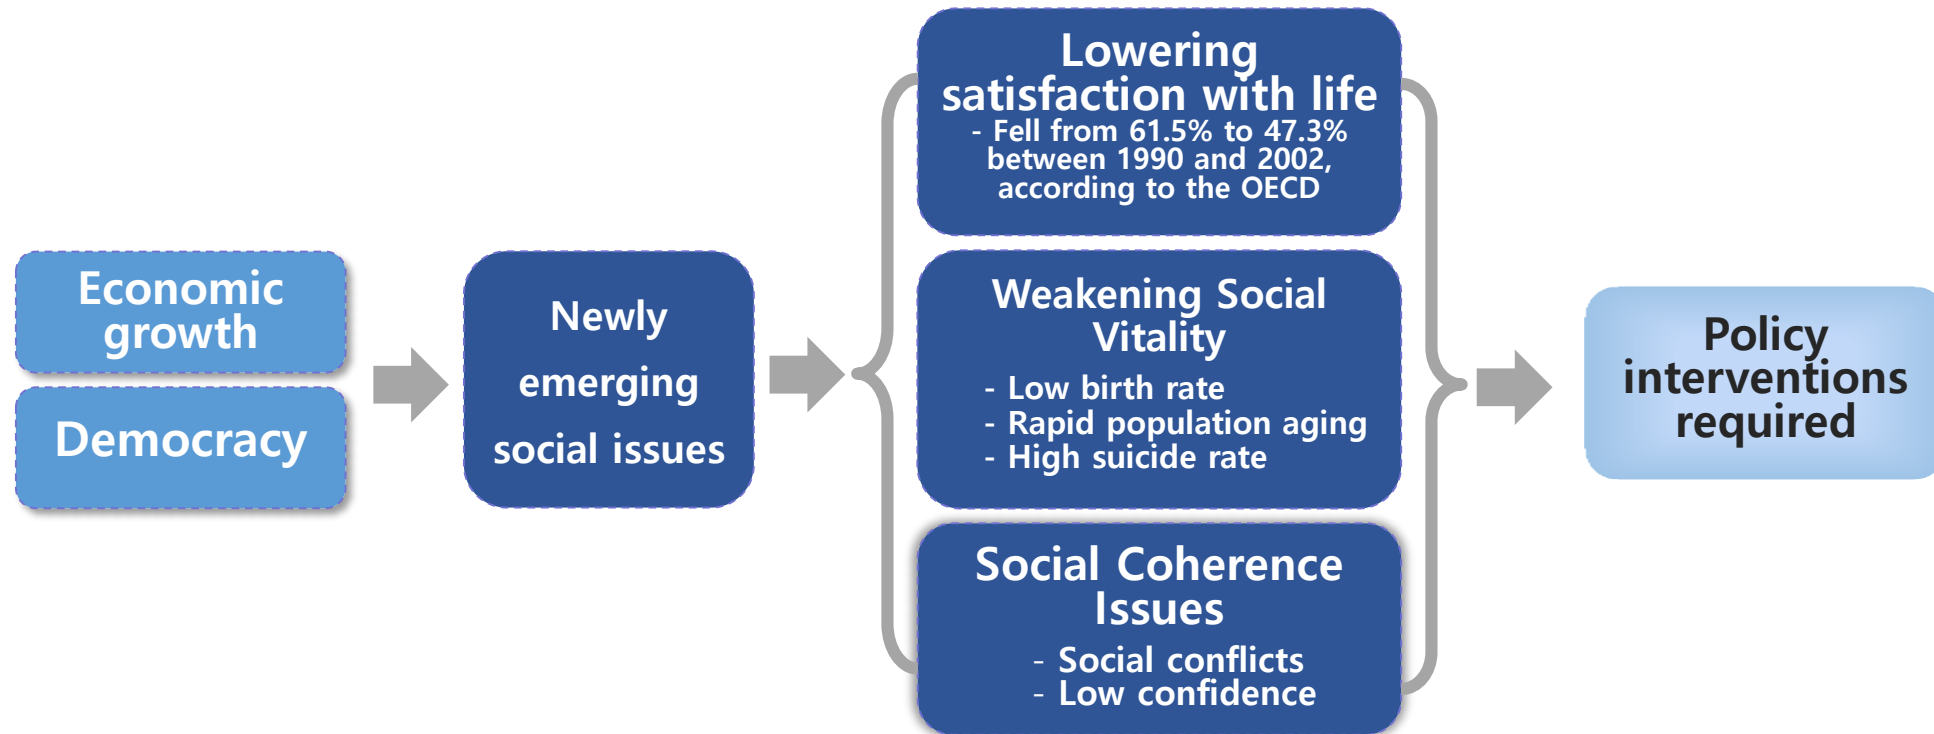 Economic
growth
Democracy
Newly
emerging
social issues
Lowering
satisfaction with life
- Fell from 61.5% to 47.3%
between 1990 and 2002,
according to the OECD
Weakening Social
Vitality
- Low birth rate
- Rapid population aging
- High suicide rate
Social Coherence
Issues
- Social conflicts
- Low confidence
Policy
interventions
required